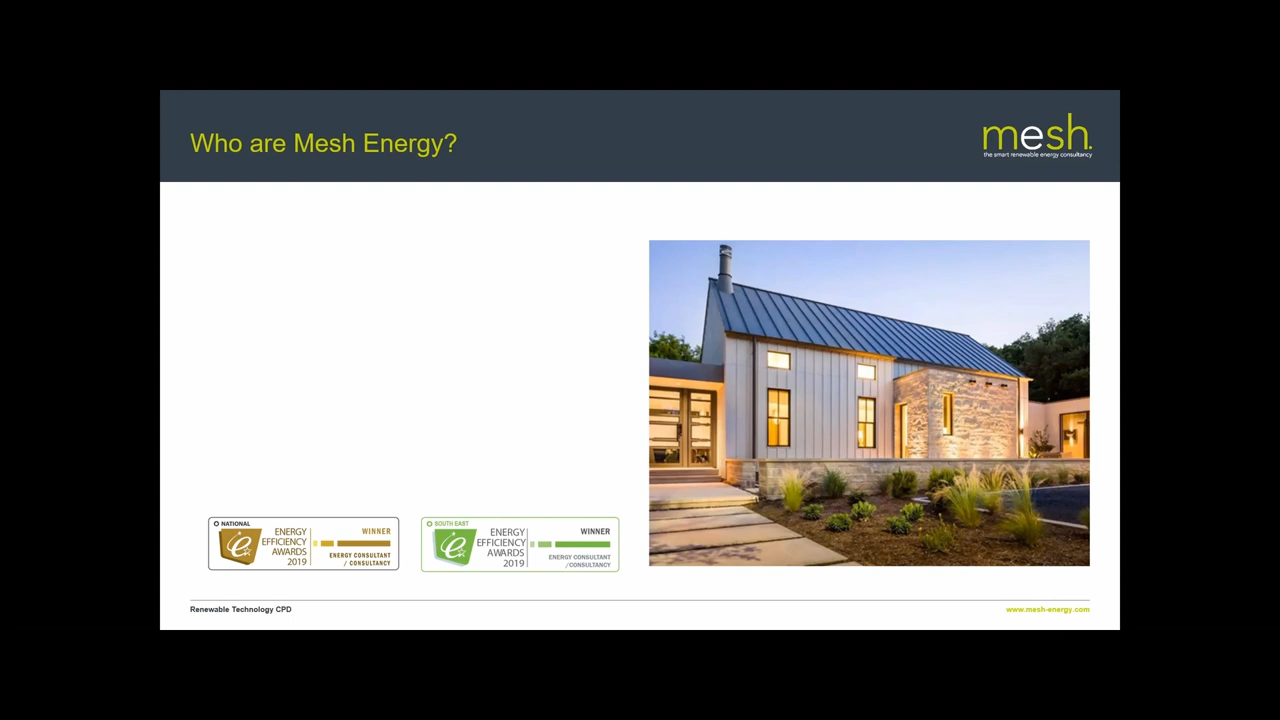 Who are Mesh Energy?
mesh.
the smart renewable energy consultancy
NATIONAL
ENERGY
EFFICIENCY
AWARDS
2019
WINNER
ENERGY CONSULTANT
/ CONSULTANCY
SOUTH EAST
ENERGY
EFFICIENCY
AWARDS
2019
WINNER
ENERGY CONSULTANT
/CONSULTANCY
Renewable Technology CPD
www.mesh-energy.com